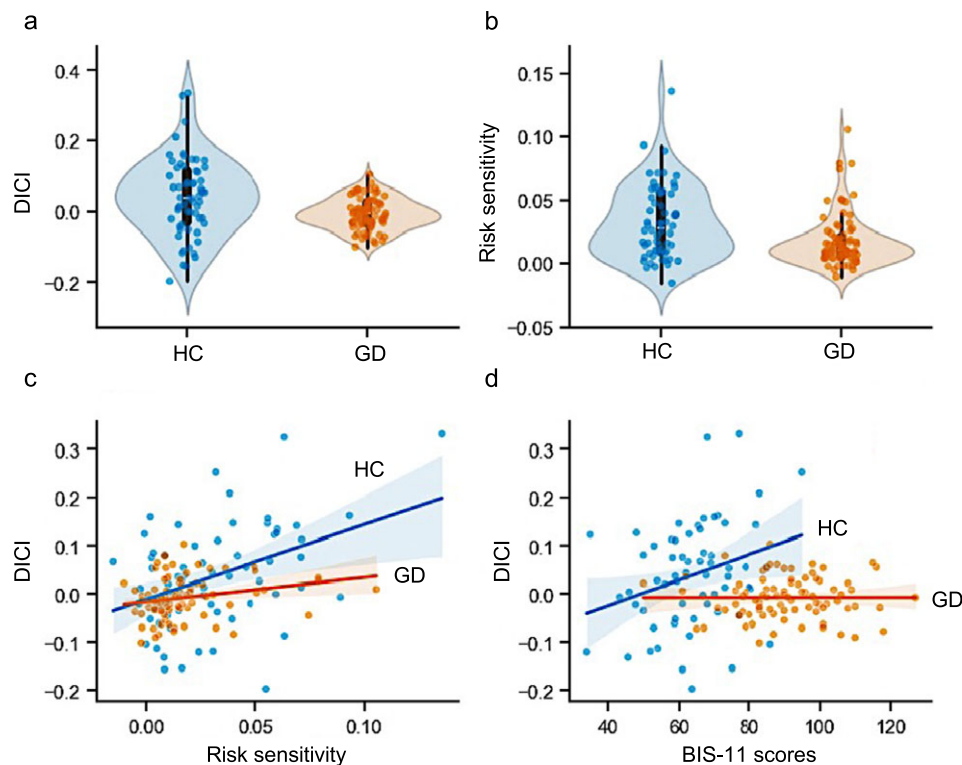 a
DICI
0.4
0.2
0.0
−0.2
HC
GD
b
Risk sensitivity
0.15
0.10
0.05
0.00
−0.05
HC
GD
c
DICI
0.3
0.2
0.1
0.0
−0.1
−0.2
HC
GD
0.00
0.05
0.10
Risk sensitivity
d
DICI
0.3
0.2
0.1
0.0
−0.1
−0.2
HC
GD
40
60
80
100
120
BIS-11 scores